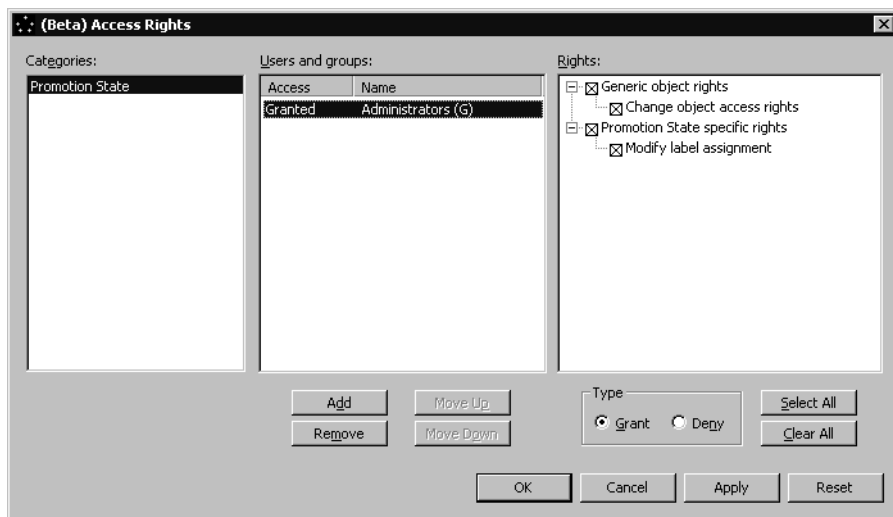 (Beta) Access Rights
Categories:
Users and groups:
Rights:
Promotion State
Access Name
Granted Administrators (G)
Generic object rights
Change object access rights
Promotion State specific rights
Modify label assignment
Add
Move Up
Remove
Move Down
Type
Grant Deny
Select All
Clear All
OK Cancel Apply Reset